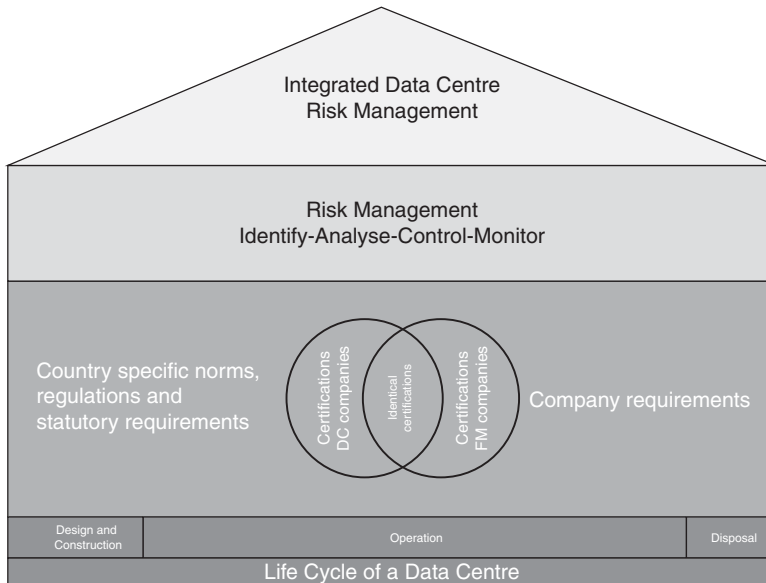 Integrated Data Centre
Risk Management
Risk Management
Identify-Analyse-Control-Monitor
Country specific norms,
regulations and
statutory requirements
Certifications
DC companies
Identical
certifications
Certifications
FM companies
Company requirements
Design and
Construction
Operation
Disposal
Life Cycle of a Data Centre